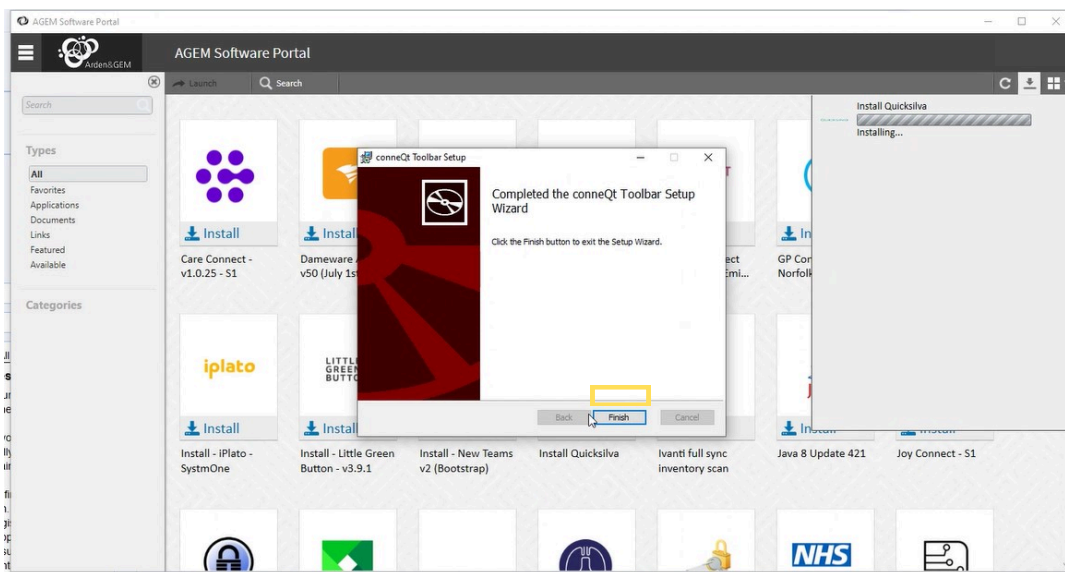 AGEM Software Portal
Arden&GEM
AGEM Software Portal
Launch
Search
Search
Types
All
Favorites
Applications
Documents
Links
Featured
Available
Categories
Install Quicksilva
Installing...
conneQt Toolbar Setup
Completed the conneQt Toolbar Setup
Wizard
Click the Finish button to exit the Setup Wizard.
Back
Finish
Cancel
Install
Care Connect -
v1.0.25 - S1
Install
Dameware
v50 (July 1st
GP Con
Norfolk
iplato
LITTL
GREEN
BUTTO
Install
Install - iPlato -
SystmOne
Install
Install - Little Green
Button - v3.9.1
Install - New Teams
v2 (Bootstrap)
Install Quicksilva
Ivanti full sync
inventory scan
Java 8 Update 421
Joy Connect - S1
NHS